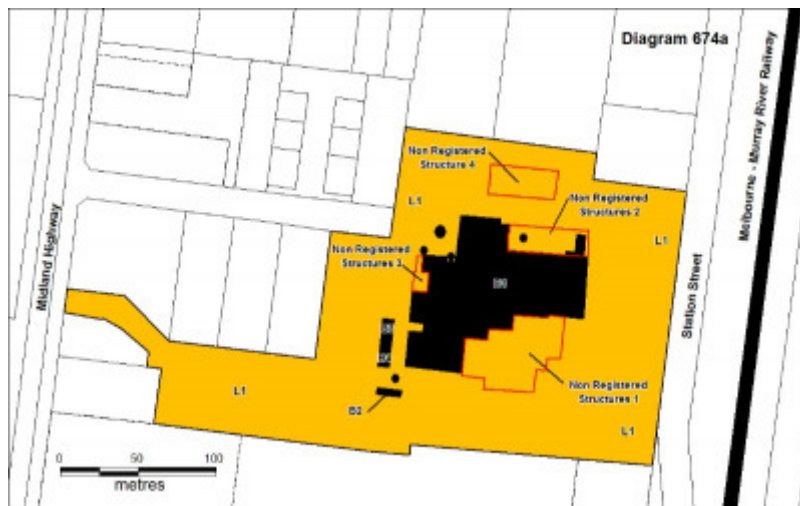 Diagram 674a
Melbourne - Murray River Railway
Non Registered
Structure 4
Non Registered
Structures 2
L1
L1
Non Registered
Structures 3
Midland Highway
Station Street
L1
B2
Non Registered
Structures 1
L1
0 50 100
metres